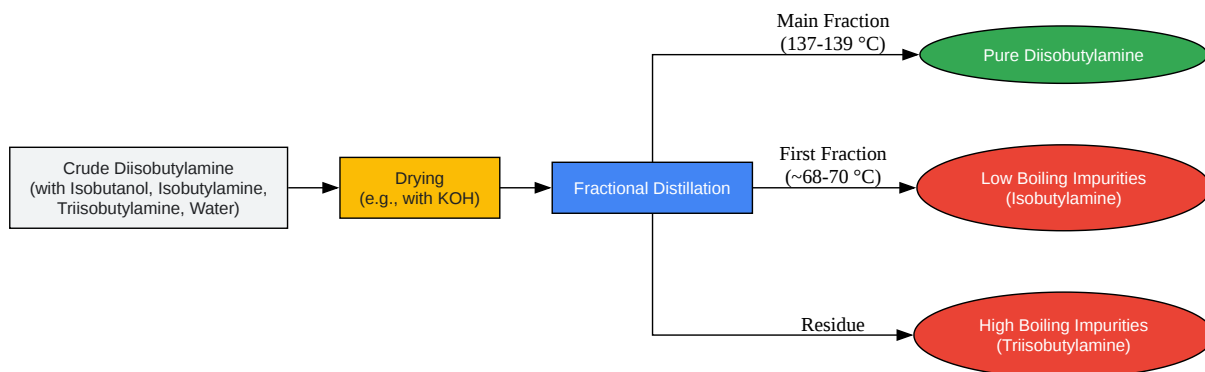 Main Fraction
(137-139 °C)
Pure Diisobutylamine
Crude Diisobutylamine
(with Isobutanol, Isobutylamine,
Triisobutylamine, Water)
Drying
(e.g., with KOH)
Fractional Distillation
First Fraction
(~68-70 °C)
Low Boiling Impurities
(Isobutylamine)
Residue
High Boiling Impurities
(Triisobutylamine)